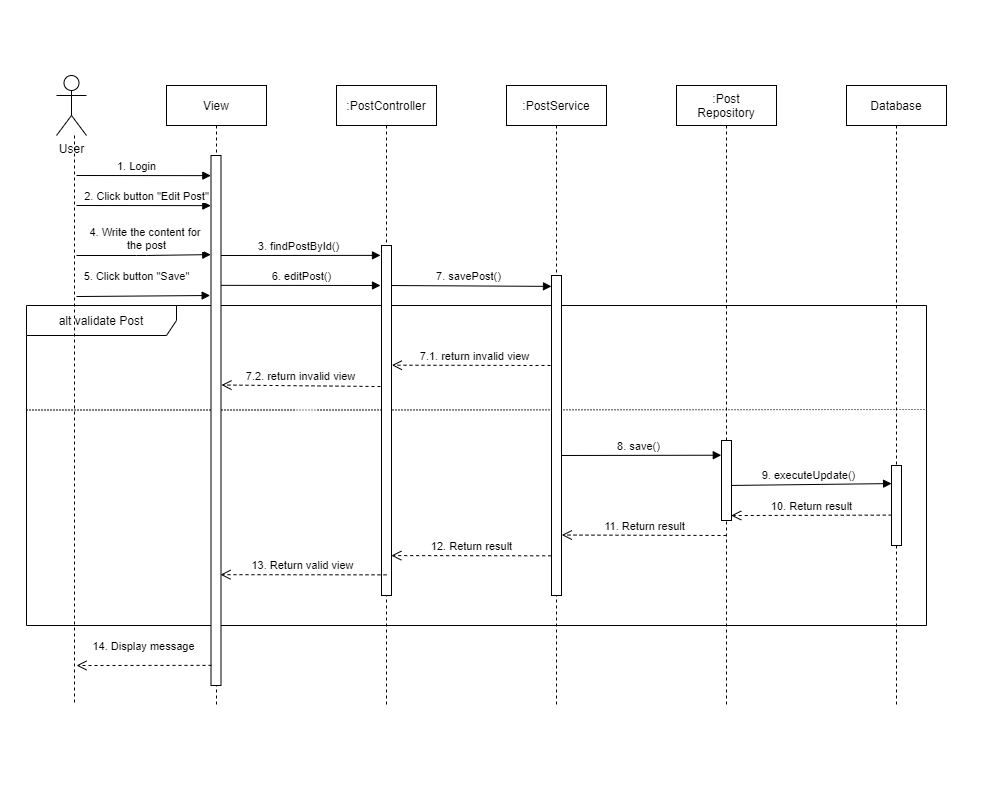 User
View
:PostController
:PostService
:Post
Repository
Database
1. Login
2. Click button "Edit Post"
4. Write the content for
the post
3. findPostById()
5. Click button "Save"
6. editPost()
7. savePost()
alt validate Post
7.1. return invalid view
7.2. return invalid view
8. save()
9. executeUpdate()
10. Return result
11. Return result
12. Return result
13. Return valid view
14. Display message